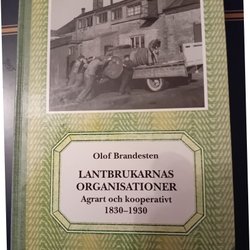 Olof Brandesten
LANTBRUKARNAS
ORGANISATIONER
Agrart och kooperativt
1830–1930